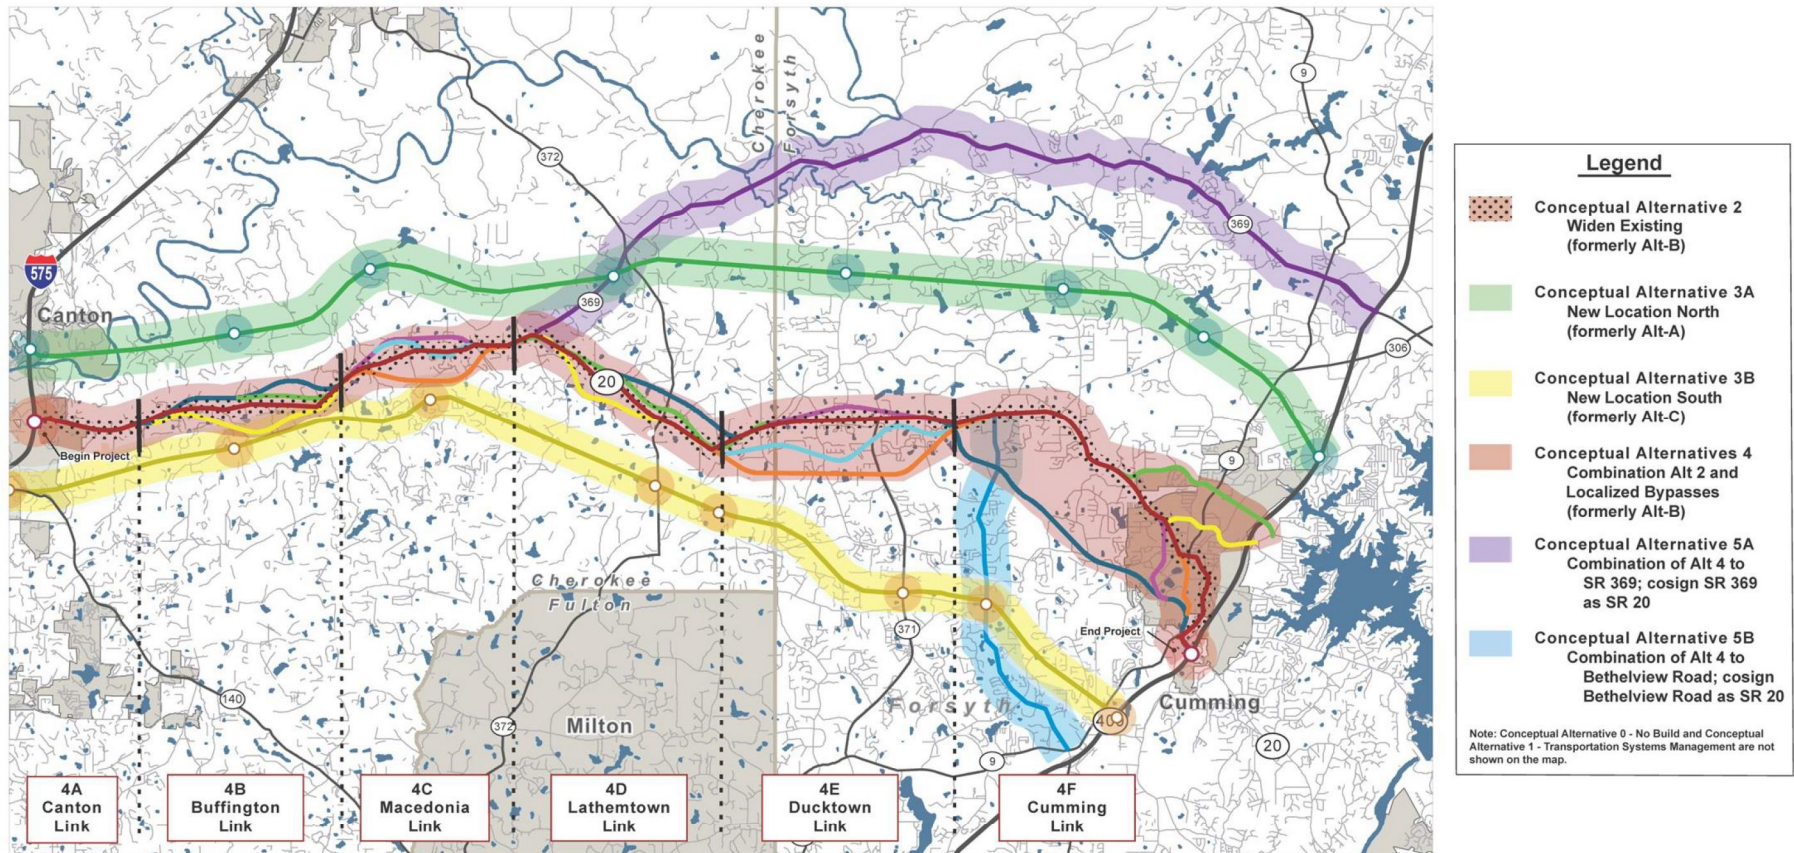 Cherokee
Forsyth
9
372
369
575
Canton
369
306
20
9
Begin Project
Cherokee
Fulton
End Project
371
140
Forsyth
Cumming
400
372
Milton
20
9
4A
Canton
Link
4B
Buffington
Link
4C
Macedonia
Link
4D
Lathemtown
Link
4E
Ducktown
Link
4F
Cumming
Link
Legend
Conceptual Alternative 2
Widen Existing
(formerly Alt-B)
Conceptual Alternative 3A
New Location North
(formerly Alt-A)
Conceptual Alternative 3B
New Location South
(formerly Alt-C)
Conceptual Alternatives 4
Combination Alt 2 and
Localized Bypasses
(formerly Alt-B)
Conceptual Alternative 5A
Combination of Alt 4 to
SR 369; cosign SR 369
as SR 20
Conceptual Alternative 5B
Combination of Alt 4 to
Bethelview Road; cosign
Bethelview Road as SR 20
Note: Conceptual Alternative 0 - No Build and Conceptual
Alternative 1 - Transportation Systems Management are not
shown on the map.